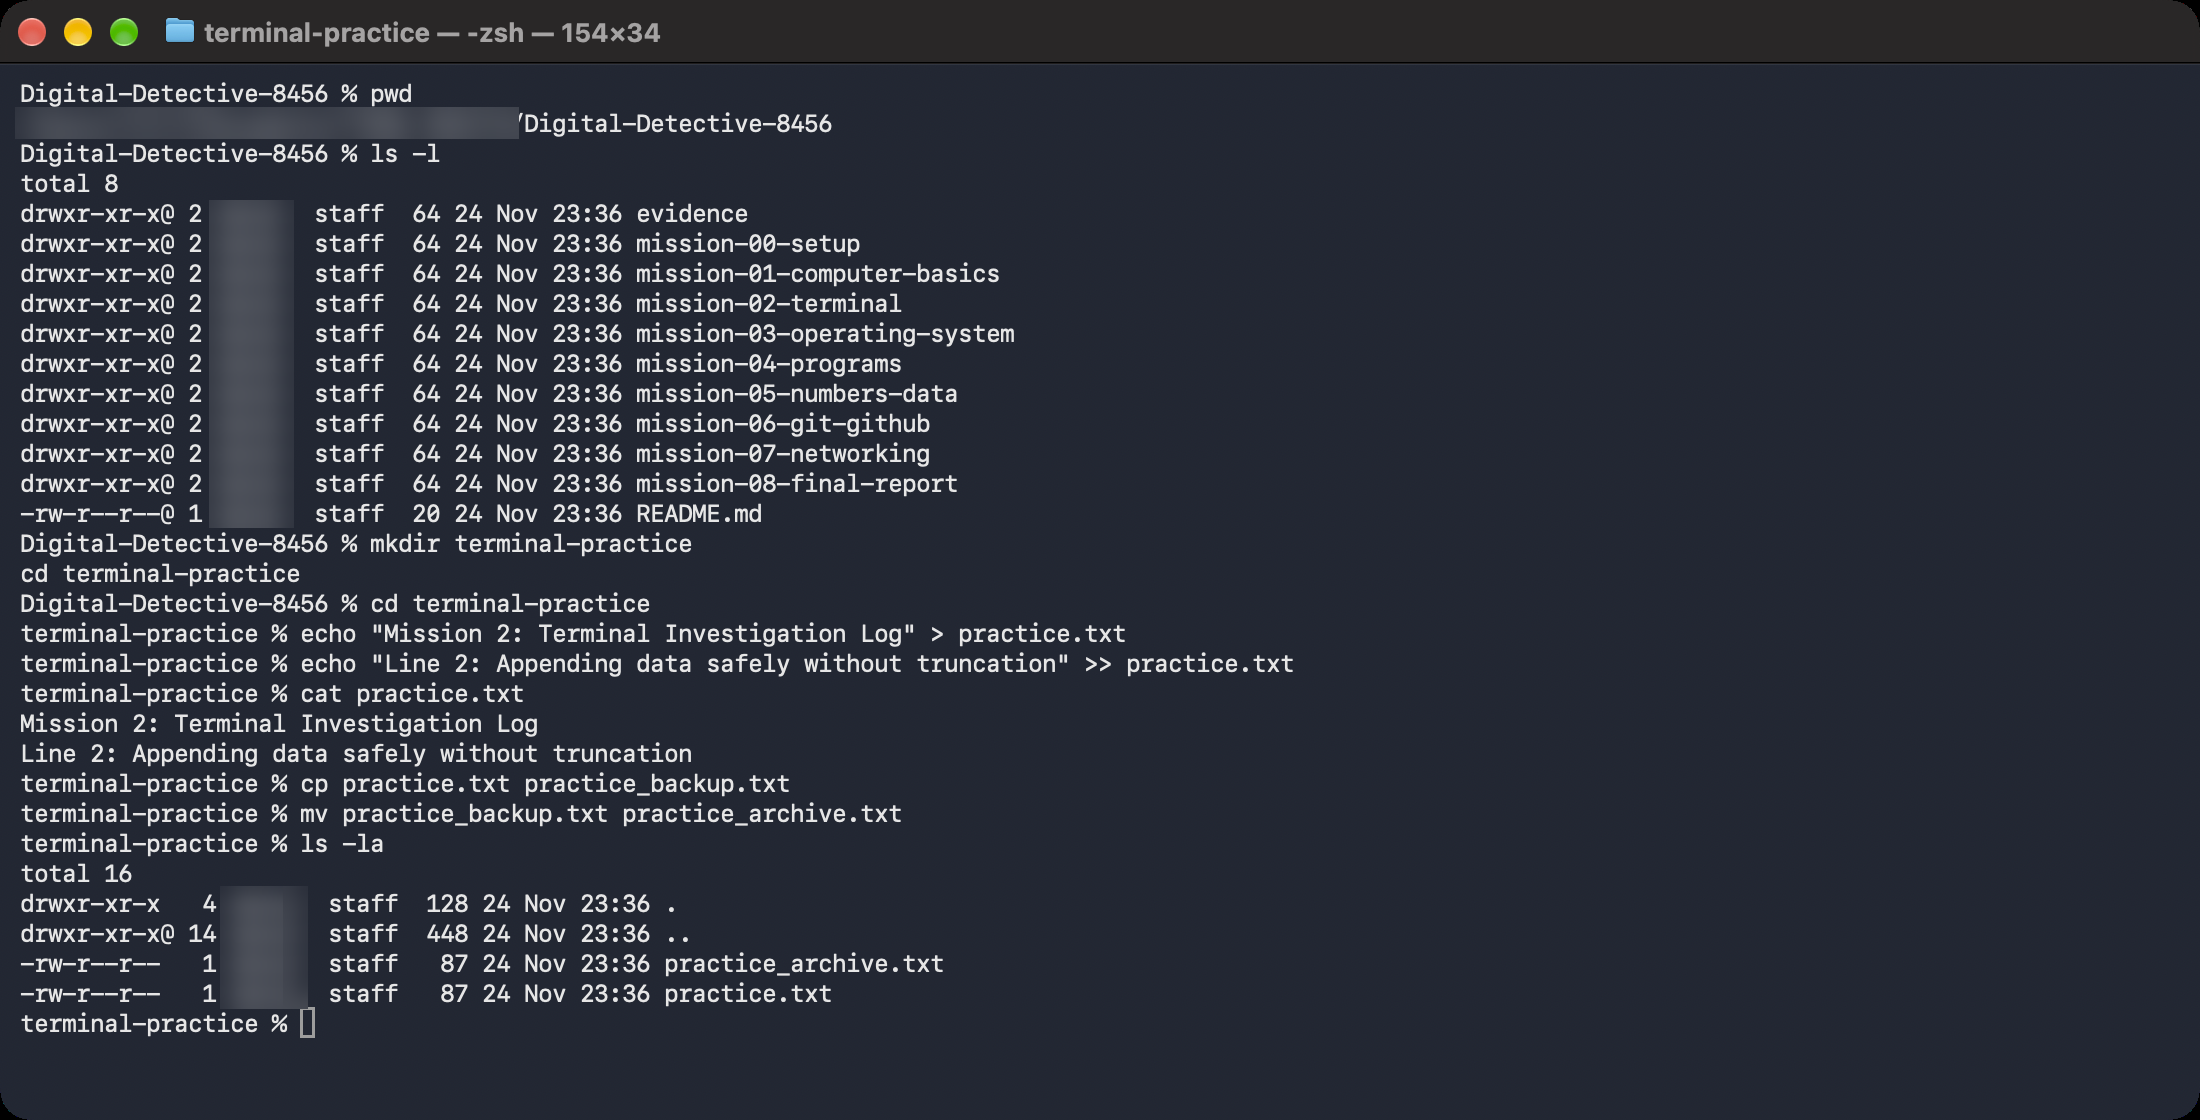 terminal-practice — -zsh — 154×34
Digital-Detective-8456 % pwd
/Digital-Detective-8456
Digital-Detective-8456 % ls -l
total 8
drwxr-xr-x@ 2 staff 64 24 Nov 23:36 evidence
drwxr-xr-x@ 2 staff 64 24 Nov 23:36 mission-00-setup
drwxr-xr-x@ 2 staff 64 24 Nov 23:36 mission-01-computer-basics
drwxr-xr-x@ 2 staff 64 24 Nov 23:36 mission-02-terminal
drwxr-xr-x@ 2 staff 64 24 Nov 23:36 mission-03-operating-system
drwxr-xr-x@ 2 staff 64 24 Nov 23:36 mission-04-programs
drwxr-xr-x@ 2 staff 64 24 Nov 23:36 mission-05-numbers-data
drwxr-xr-x@ 2 staff 64 24 Nov 23:36 mission-06-git-github
drwxr-xr-x@ 2 staff 64 24 Nov 23:36 mission-07-networking
drwxr-xr-x@ 2 staff 64 24 Nov 23:36 mission-08-final-report
-rw-r--r--@ 1 staff 20 24 Nov 23:36 README.md
Digital-Detective-8456 % mkdir terminal-practice
cd terminal-practice
Digital-Detective-8456 % cd terminal-practice
terminal-practice % echo "Mission 2: Terminal Investigation Log" > practice.txt
terminal-practice % echo "Line 2: Appending data safely without truncation" >> practice.txt
terminal-practice % cat practice.txt
Mission 2: Terminal Investigation Log
Line 2: Appending data safely without truncation
terminal-practice % cp practice.txt practice_backup.txt
terminal-practice % mv practice_backup.txt practice_archive.txt
terminal-practice % ls -la
total 16
drwxr-xr-x 4 staff 128 24 Nov 23:36 .
drwxr-xr-x@ 14 staff 448 24 Nov 23:36 ..
-rw-r--r-- 1 staff 87 24 Nov 23:36 practice_archive.txt
-rw-r--r-- 1 staff 87 24 Nov 23:36 practice.txt
terminal-practice %